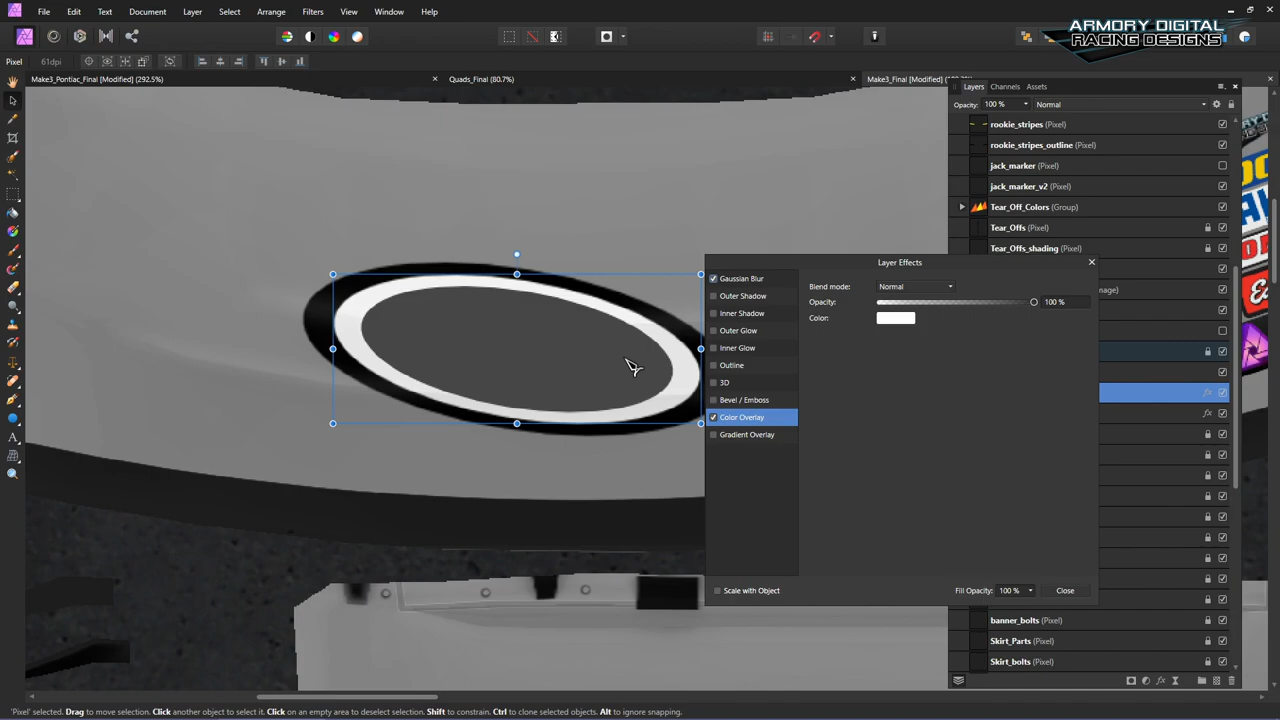 File Edit Text Document Layer Select Arrange Filters View Window Help
ARMORY DIGITAL
RACING DESIGNS
Pixel 61dpi
Make3_Pontiac_Final [Modified] (292.5%)
Quads_Final (80.7%)
Make3_Final [Modified]
Layers Channels Assets
Opacity: 100 % Normal
rookie_stripes (Pixel)
rookie_stripes_outline (Pixel)
jack_marker (Pixel)
jack_marker_v2 (Pixel)
Tear_Off_Colors (Group)
Tear_Offs (Pixel)
Tear_Offs_shading (Pixel)
Layer Effects
Gaussian Blur
Outer Shadow
Inner Shadow
Outer Glow
Inner Glow
Outline
3D
Bevel / Emboss
Color Overlay
Gradient Overlay
Blend mode: Normal
Opacity: 100 %
Color:
Scale with Object
Fill Opacity: 100 % Close
banner_bolts (Pixel)
Skirt_Parts (Pixel)
Skirt_bolts (Pixel)
'Pixel' selected. Drag to move selection. Click another object to select it. Click on an empty area to deselect selection. Shift to constrain. Ctrl to clone selected objects. Alt to ignore snapping.